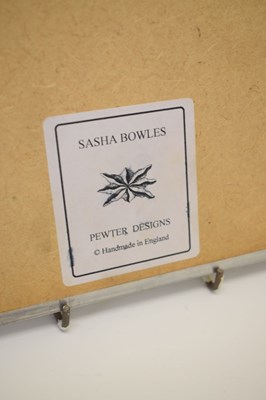 SASHA BOWLES
PEWTER DESIGNS
© Handmade in England